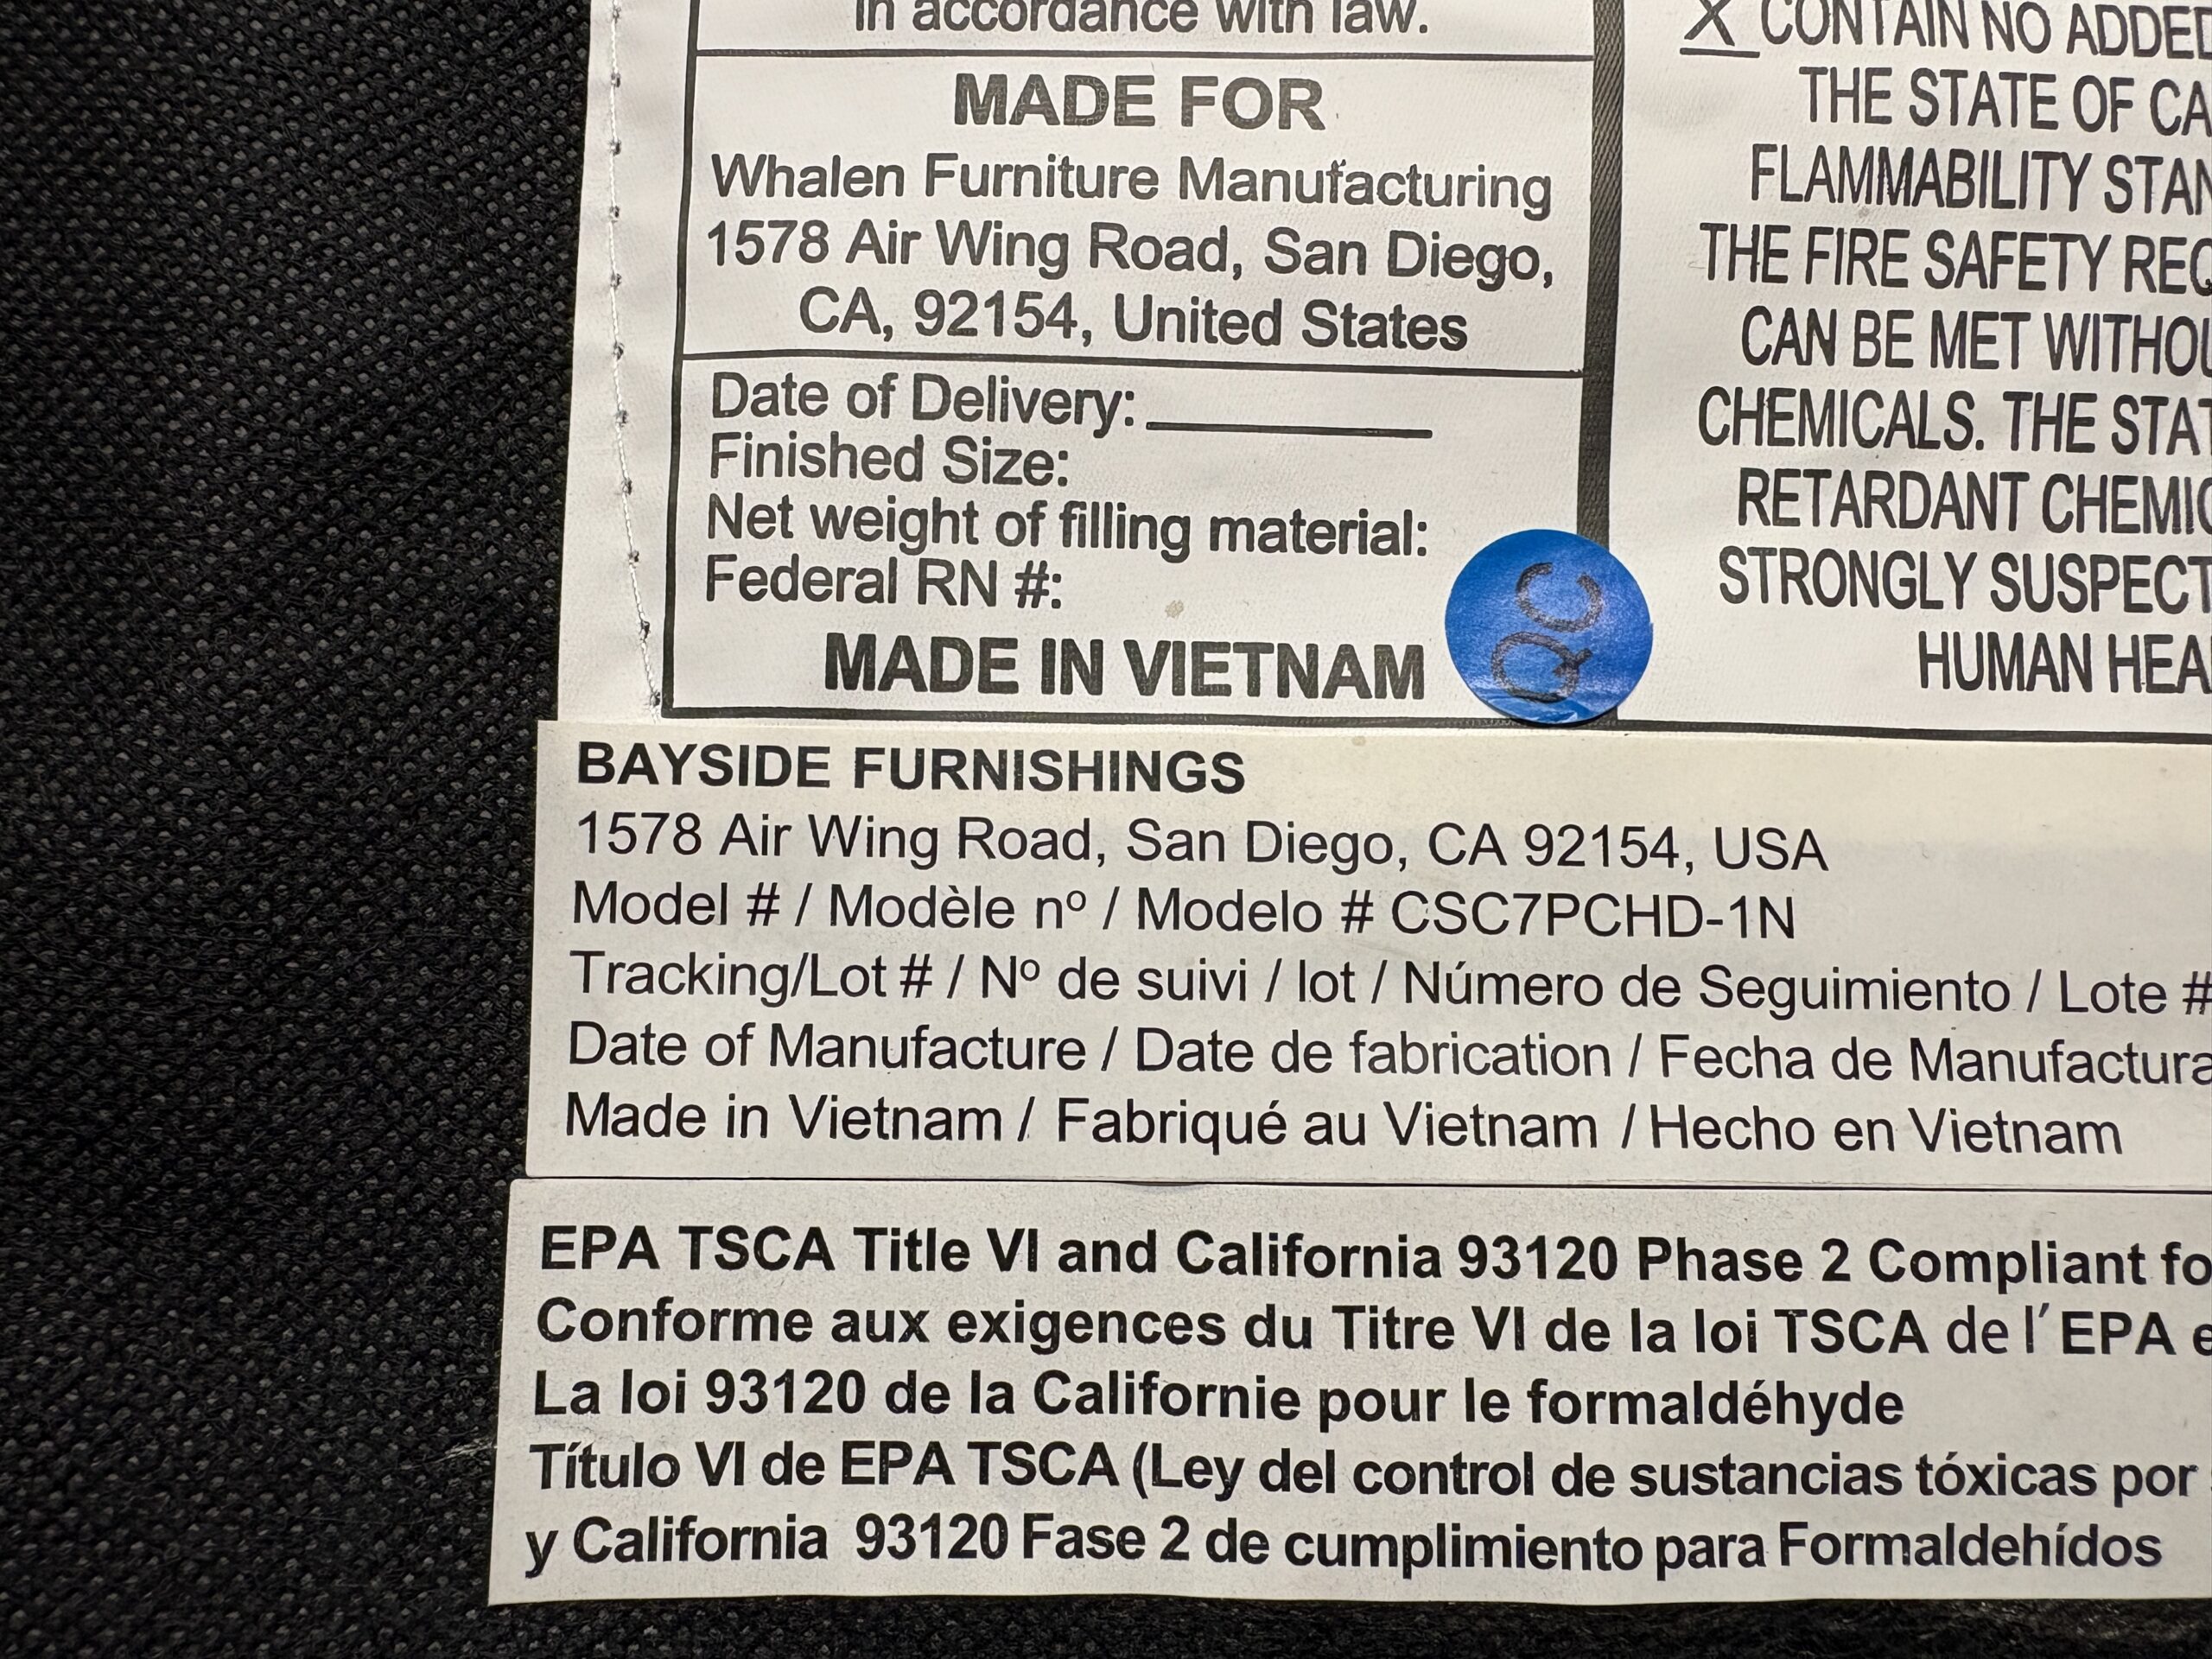 in accordance with law.
MADE FOR
Whalen Furniture Manufacturing
1578 Air Wing Road, San Diego,
CA, 92154, United States
Date of Delivery:
Finished Size:
Net weight of filling material:
Federal RN #:
MADE IN VIETNAM
QC
X CONTAIN NO ADDED
THE STATE OF CA
FLAMMABILITY STAN
THE FIRE SAFETY REQ
CAN BE MET WITHOU
CHEMICALS. THE STAT
RETARDANT CHEMIC
STRONGLY SUSPECT
HUMAN HEA
BAYSIDE FURNISHINGS
1578 Air Wing Road, San Diego, CA 92154, USA
Model # / Modèle nº / Modelo # CSC7PCHD-1N
Tracking/Lot # / Nº de suivi / lot / Número de Seguimiento / Lote #
Date of Manufacture / Date de fabrication / Fecha de Manufactura
Made in Vietnam / Fabriqué au Vietnam / Hecho en Vietnam
EPA TSCA Title VI and California 93120 Phase 2 Compliant fo
Conforme aux exigences du Titre VI de la loi TSCA de l'EPA e
La loi 93120 de la Californie pour le formaldéhyde
Título VI de EPA TSCA (Ley del control de sustancias tóxicas por
y California 93120 Fase 2 de cumplimiento para Formaldehídos